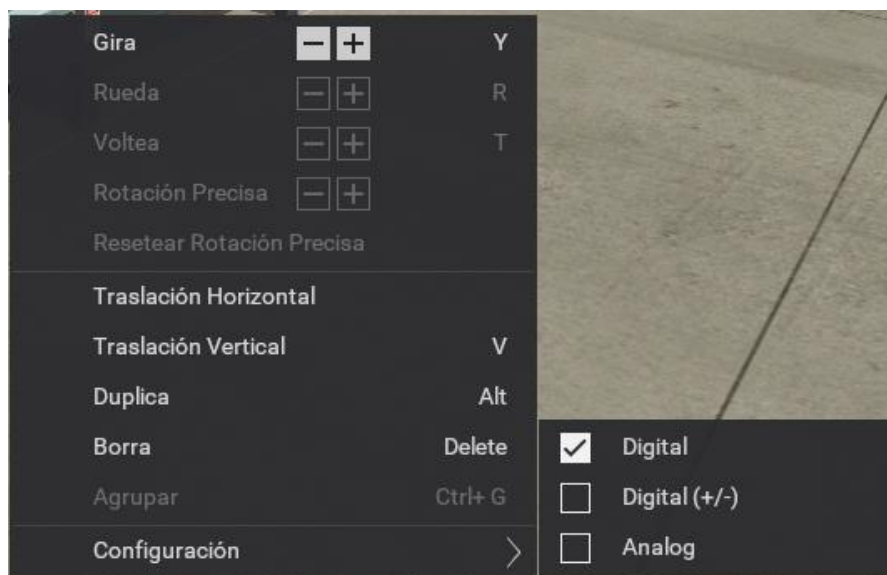 Gira − + Y
Rueda − + R
Voltea − + T
Rotación Precisa − +
Resetear Rotación Precisa
Traslación Horizontal
Traslación Vertical V
Duplica Alt
Borra Delete
Agrupar Ctrl+ G
Configuración
Digital
Digital (+/-)
Analog